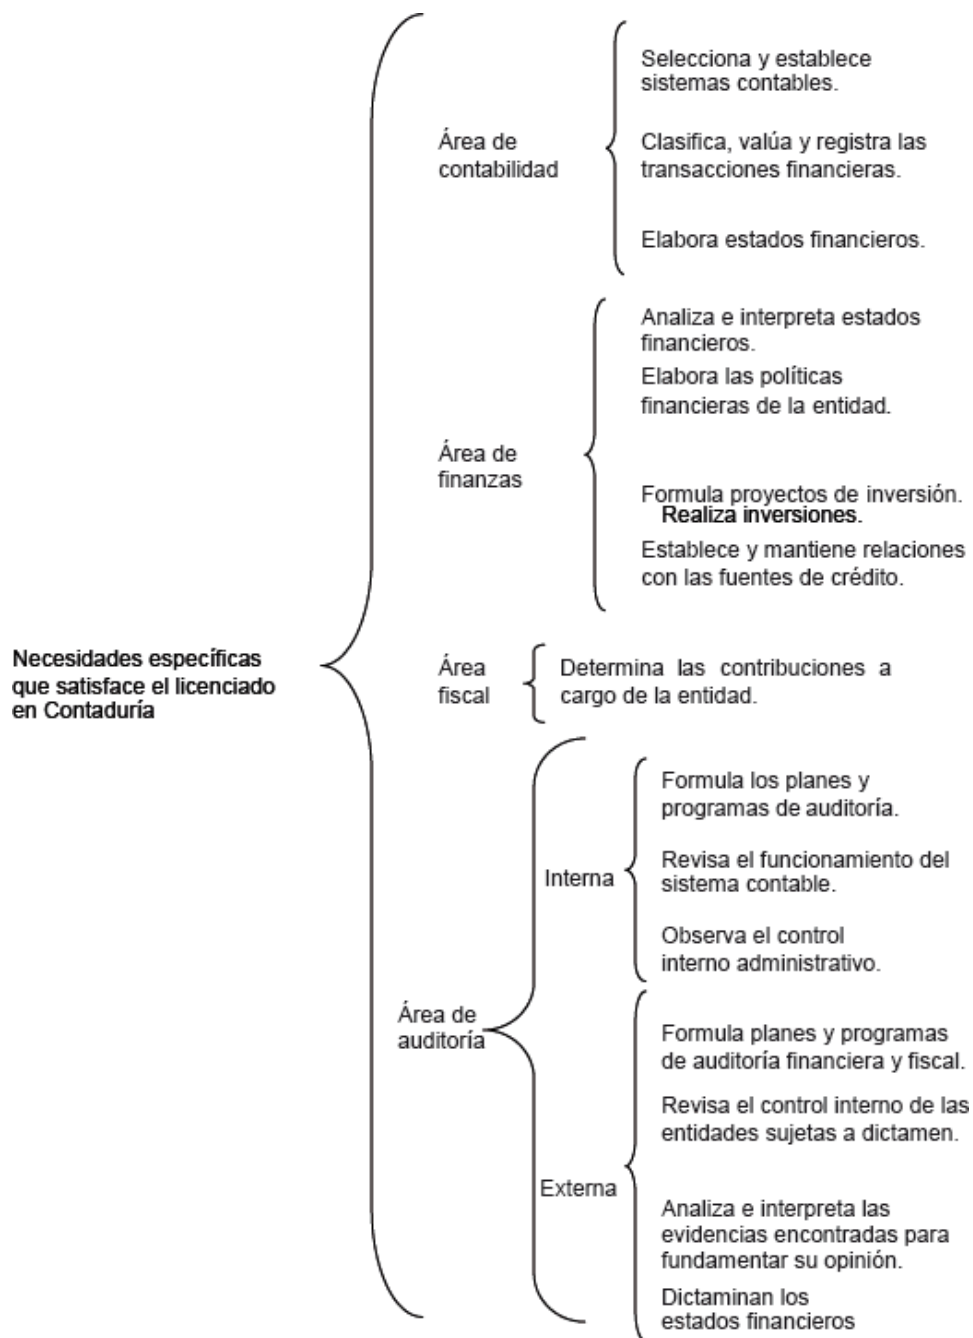 Necesidades específicas
que satisface el licenciado
en Contaduría
Área de
contabilidad
Selecciona y establece
sistemas contables.
Clasifica, valúa y registra las
transacciones financieras.
Elabora estados financieros.
Área de
finanzas
Analiza e interpreta estados
financieros.
Elabora las políticas
financieras de la entidad.
Formula proyectos de inversión.
Realiza inversiones.
Establece y mantiene relaciones
con las fuentes de crédito.
Área
fiscal
Determina las contribuciones a
cargo de la entidad.
Área de
auditoría
Interna
Formula los planes y
programas de auditoría.
Revisa el funcionamiento del
sistema contable.
Observa el control
interno administrativo.
Externa
Formula planes y programas
de auditoría financiera y fiscal.
Revisa el control interno de las
entidades sujetas a dictamen.
Analiza e interpreta las
evidencias encontradas para
fundamentar su opinión.
Dictaminan los
estados financieros